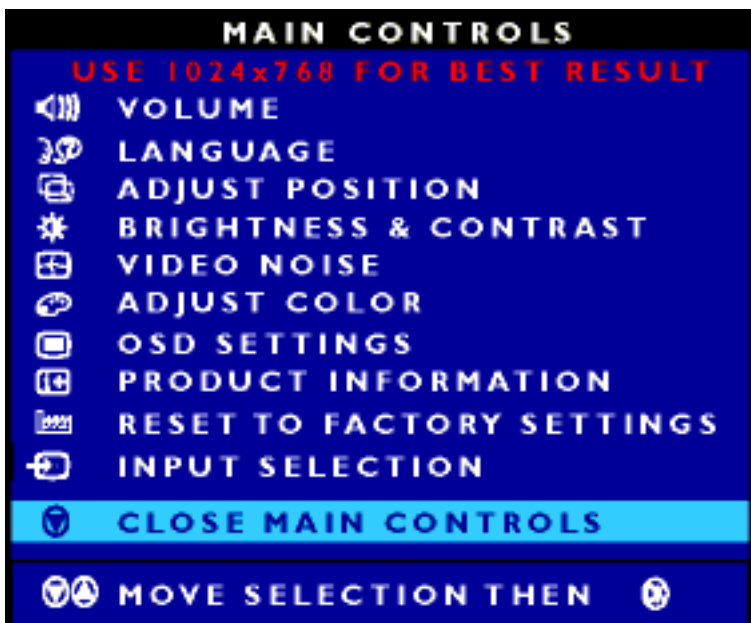 MAIN CONTROLS
USE 1024x768 FOR BEST RESULT
VOLUME
LANGUAGE
ADJUST POSITION
BRIGHTNESS & CONTRAST
VIDEO NOISE
ADJUST COLOR
OSD SETTINGS
PRODUCT INFORMATION
RESET TO FACTORY SETTINGS
INPUT SELECTION
CLOSE MAIN CONTROLS
MOVE SELECTION THEN